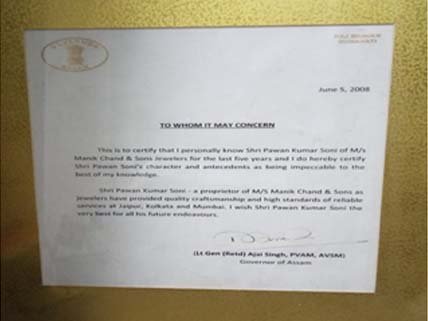 RAJ BHAVAN
GUWAHATI
June 5, 2008
TO WHOM IT MAY CONCERN
This is to certify that I personally know Shri Pawan Kumar Soni of M/s
Manik Chand & Sons Jewelers for the last five years and I do hereby certify
Shri Pawan Soni's character and antecedents as being impeccable to the
best of my knowledge.
Shri Pawan Kumar Soni - a proprietor of M/S Manik Chand & Sons as
Jewelers have provided quality craftsmanship and high standards of reliable
services at Jaipur, Kolkata and Mumbai. I wish Shri Pawan Kumar Soni the
very best for all his future endeavours.
(Lt Gen (Retd) Ajai Singh, PVAM, AVSM)
Governor of Assam